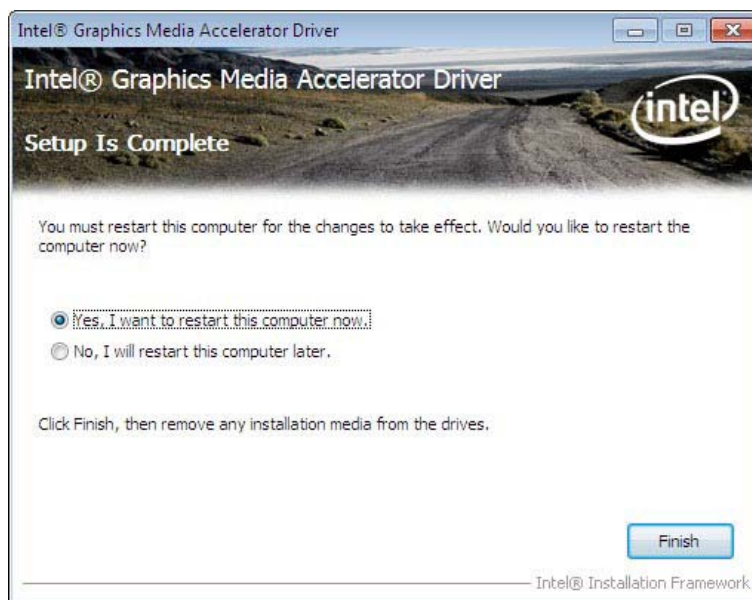 Intel® Graphics Media Accelerator Driver
Intel® Graphics Media Accelerator Driver
intel
Setup Is Complete
You must restart this computer for the changes to take effect. Would you like to restart the
computer now?
Yes, I want to restart this computer now.
No, I will restart this computer later.
Click Finish, then remove any installation media from the drives.
Finish
Intel® Installation Framework